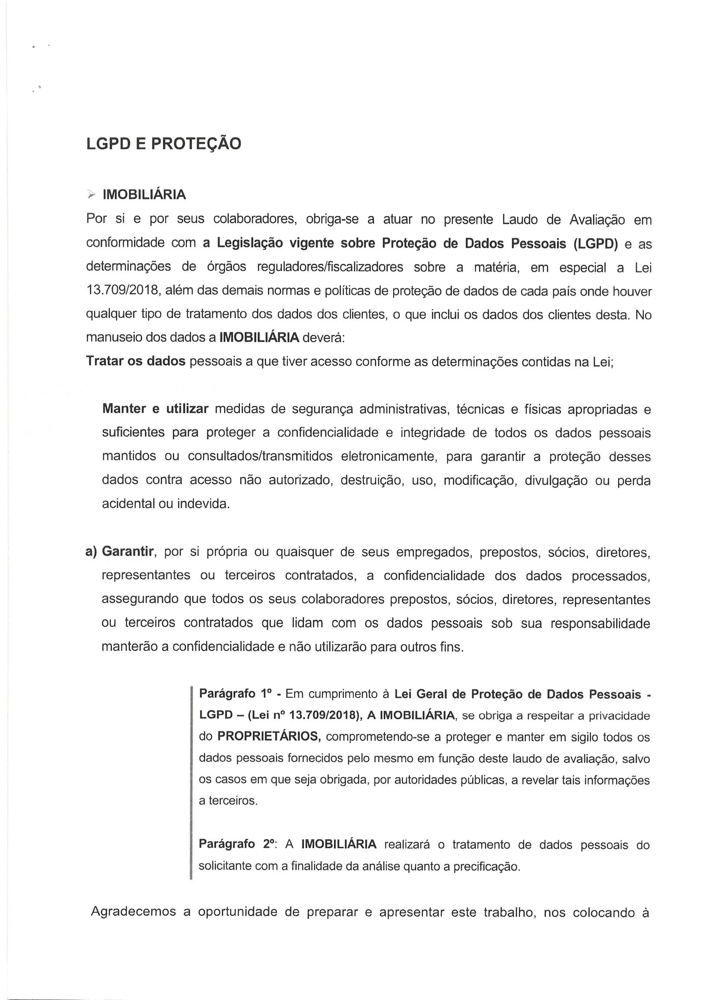 LGPD E PROTEÇÃO
➢ IMOBILIÁRIA
Por si e por seus colaboradores, obriga-se a atuar no presente Laudo de Avaliação em
conformidade com a Legislação vigente sobre Proteção de Dados Pessoais (LGPD) e as
determinações de órgãos reguladores/fiscalizadores sobre a matéria, em especial a Lei
13.709/2018, além das demais normas e políticas de proteção de dados de cada país onde houver
qualquer tipo de tratamento dos dados dos clientes, o que inclui os dados dos clientes desta. No
manuseio dos dados a IMOBILIÁRIA deverá:
Tratar os dados pessoais a que tiver acesso conforme as determinações contidas na Lei;
Manter e utilizar medidas de segurança administrativas, técnicas e físicas apropriadas e
suficientes para proteger a confidencialidade e integridade de todos os dados pessoais
mantidos ou consultados/transmitidos eletronicamente, para garantir a proteção desses
dados contra acesso não autorizado, destruição, uso, modificação, divulgação ou perda
acidental ou indevida.
a) Garantir, por si própria ou quaisquer de seus empregados, prepostos, sócios, diretores,
representantes ou terceiros contratados, a confidencialidade dos dados processados,
assegurando que todos os seus colaboradores prepostos, sócios, diretores, representantes
ou terceiros contratados que lidam com os dados pessoais sob sua responsabilidade
manterão a confidencialidade e não utilizarão para outros fins.
Parágrafo 1º - Em cumprimento à Lei Geral de Proteção de Dados Pessoais -
LGPD – (Lei nº 13.709/2018), A IMOBILIÁRIA, se obriga a respeitar a privacidade
do PROPRIETÁRIOS, comprometendo-se a proteger e manter em sigilo todos os
dados pessoais fornecidos pelo mesmo em função deste laudo de avaliação, salvo
os casos em que seja obrigada, por autoridades públicas, a revelar tais informações
a terceiros.
Parágrafo 2º: A IMOBILIÁRIA realizará o tratamento de dados pessoais do
solicitante com a finalidade da análise quanto a precificação.
Agradecemos a oportunidade de preparar e apresentar este trabalho, nos colocando à